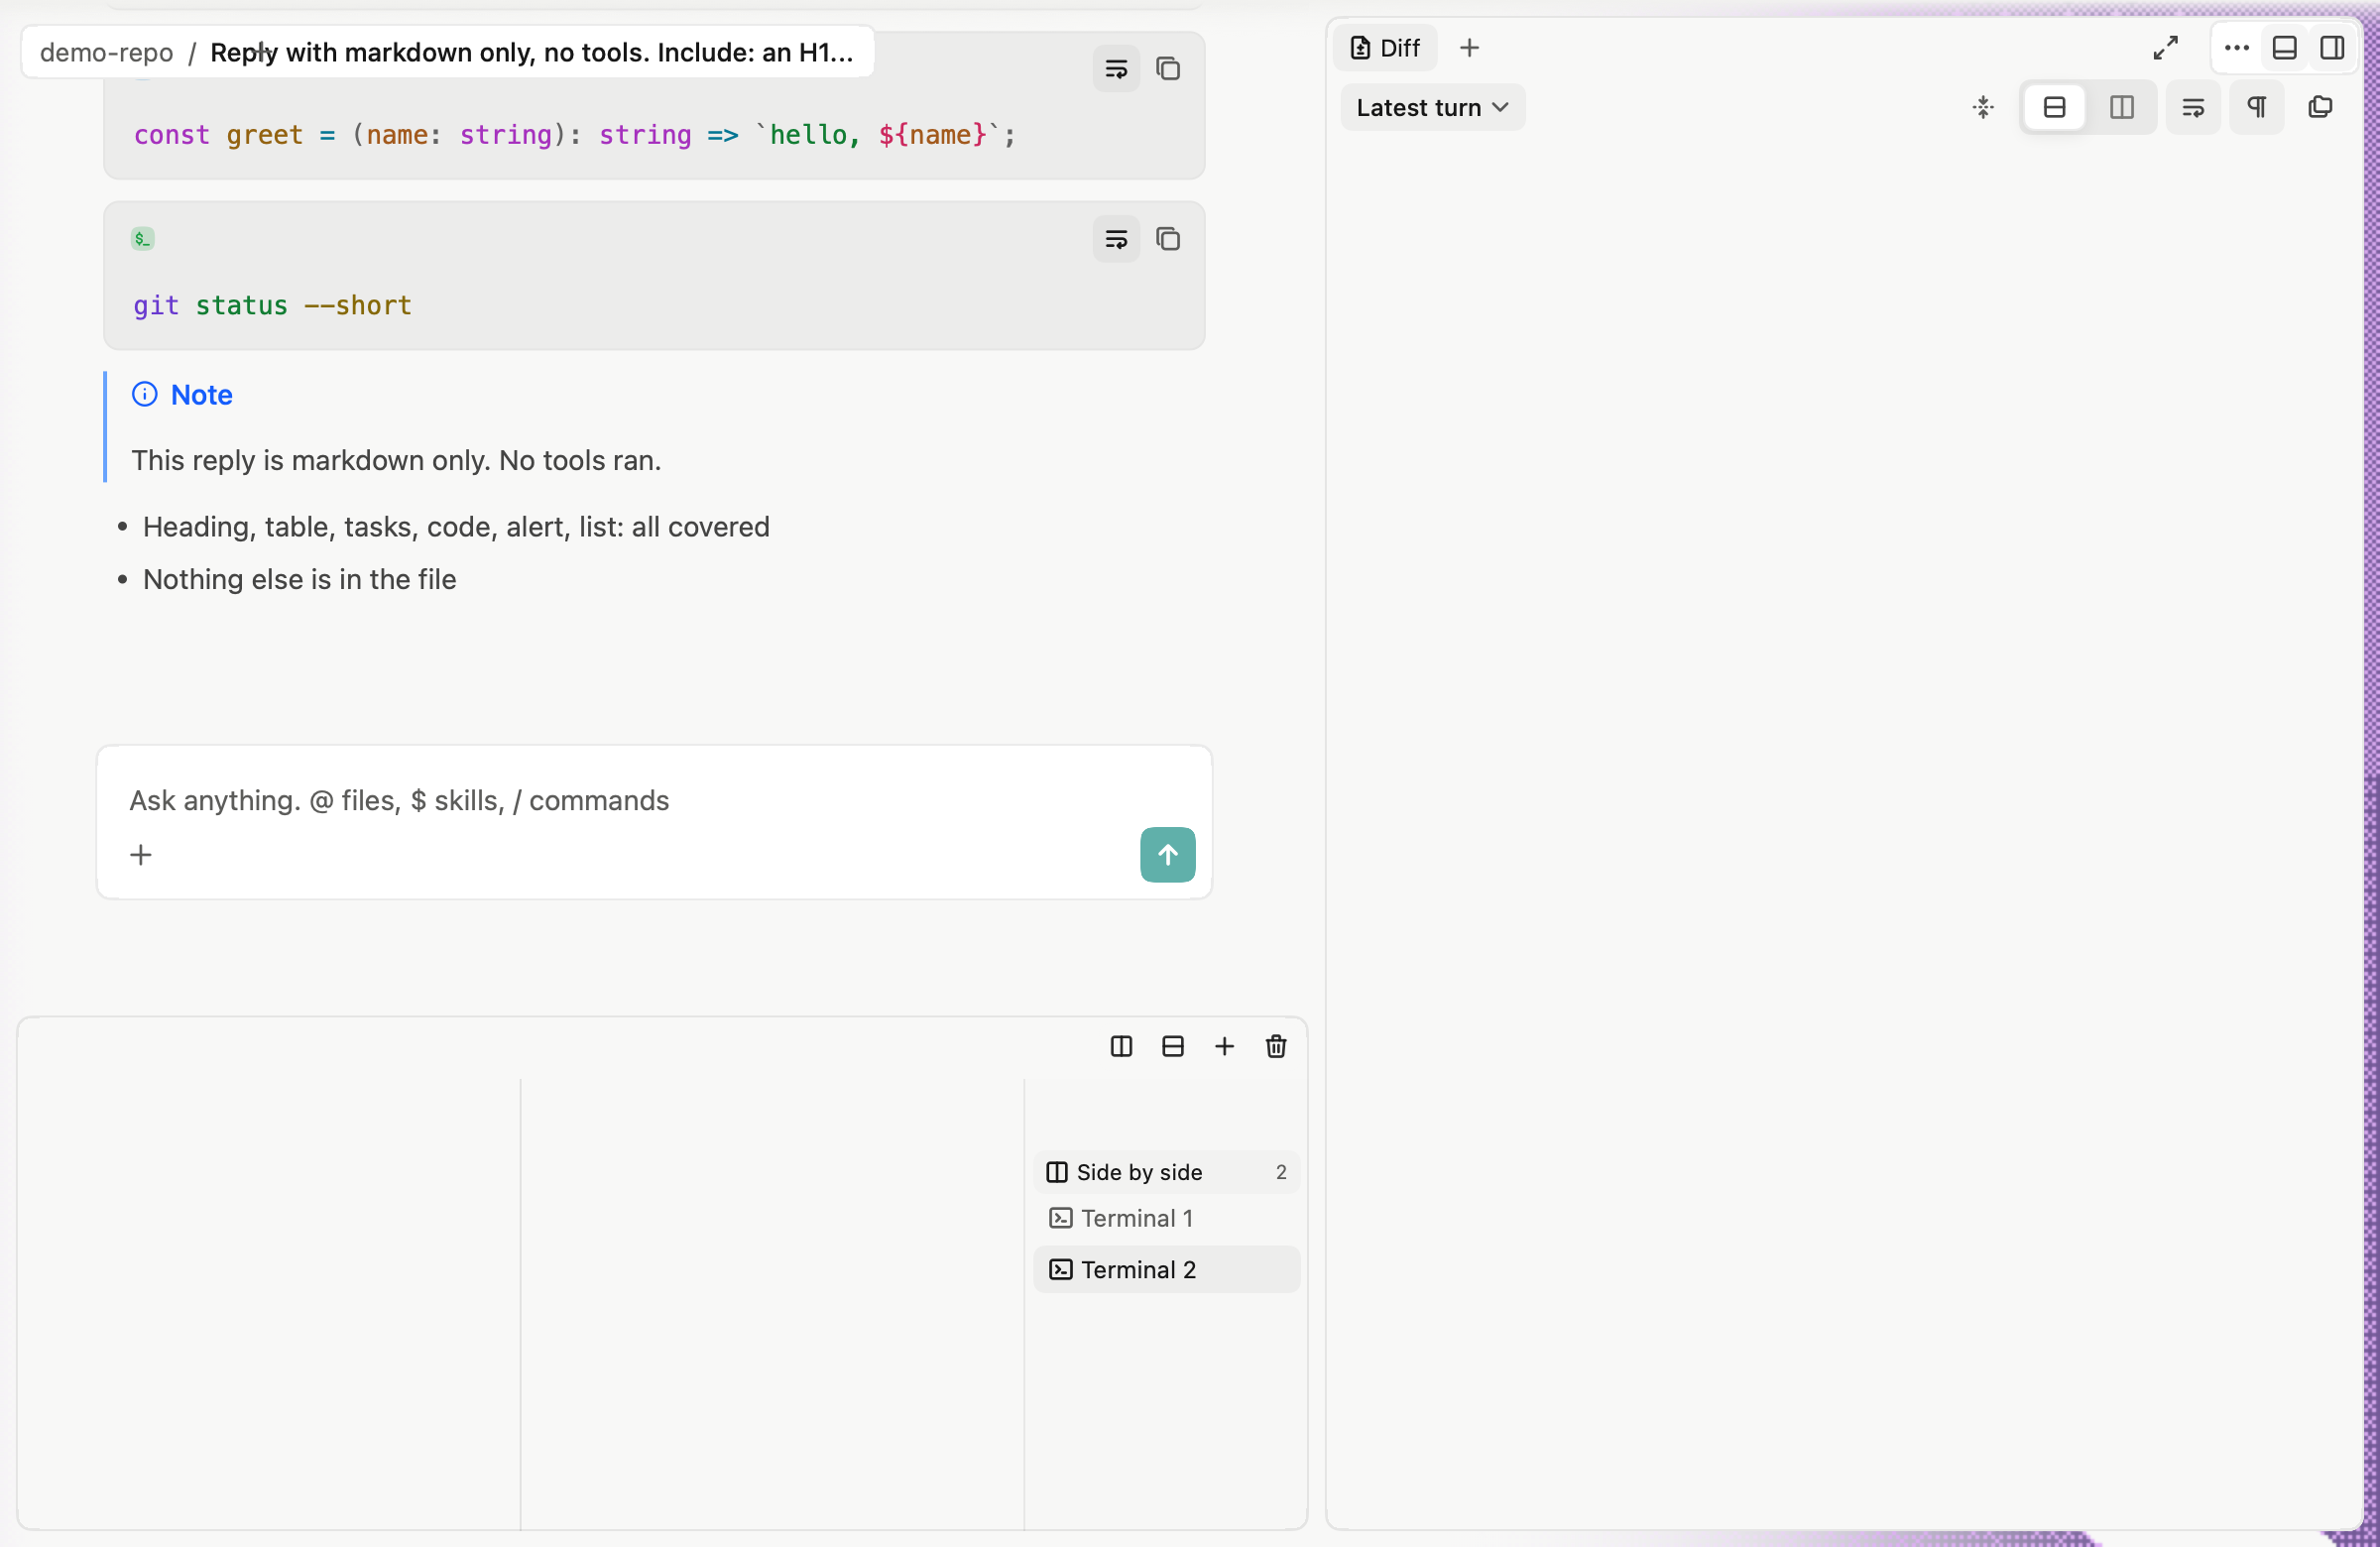 demo-repo / Reply with markdown only, no tools. Include: an H1...
const greet = (name: string): string => `hello, ${name}`;
$_
git status --short
Note
This reply is markdown only. No tools ran.
• Heading, table, tasks, code, alert, list: all covered
• Nothing else is in the file
Ask anything. @ files, $ skills, / commands
Side by side 2
Terminal 1
Terminal 2
Diff
Latest turn